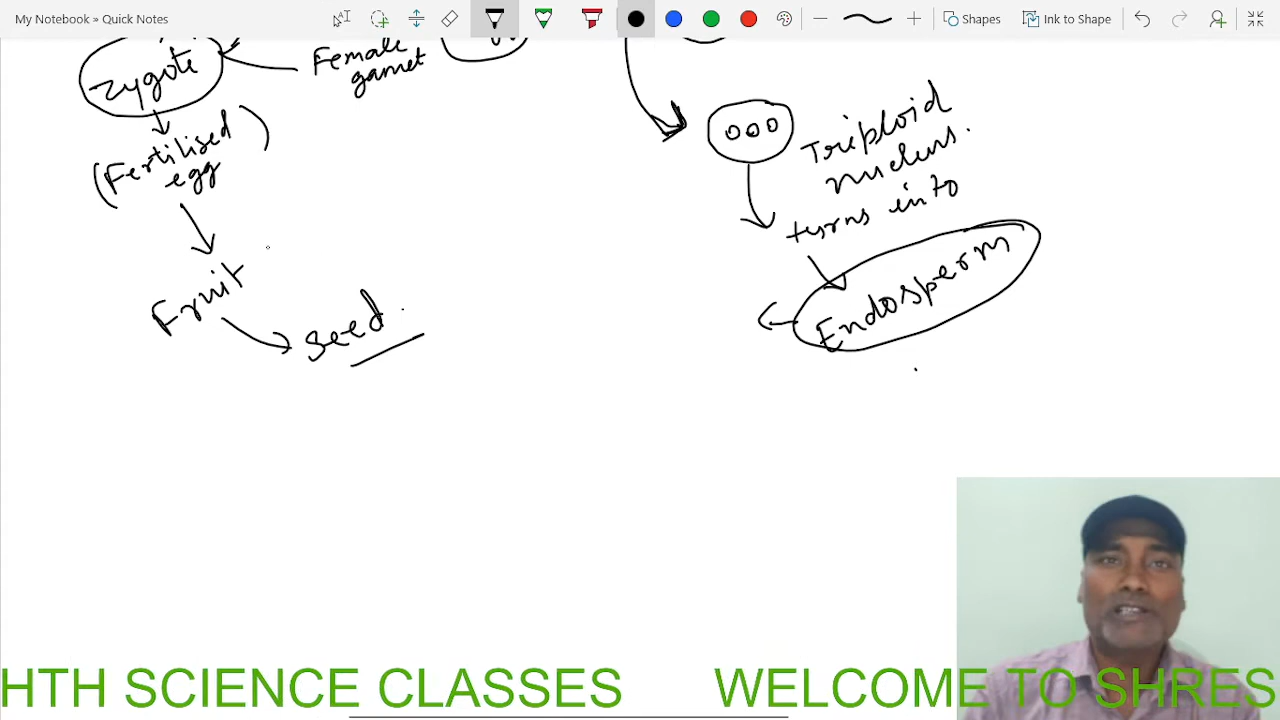 My Notebook » Quick Notes
Shapes
Ink to Shape
Zygote
Female
gamet
(Fertilised
egg)
Fruit
Seed.
Triploid
nucleus.
turns into
Endosperm
HTH SCIENCE CLASSES WELCOME TO SHRES